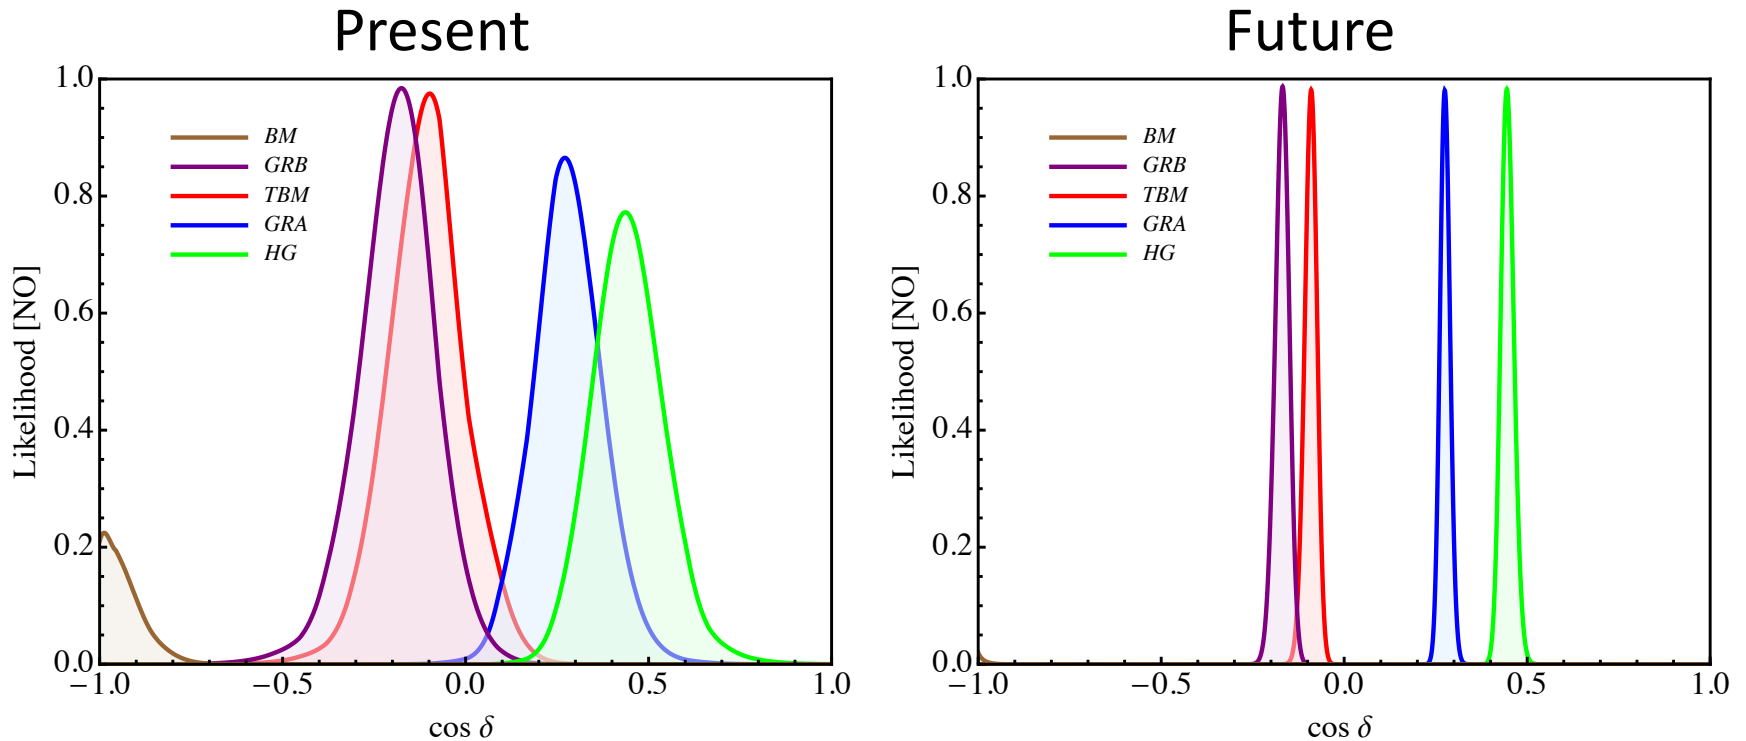 Present
Likelihood [NO]
1.0
0.8
0.6
0.4
0.2
0.0
BM
GRB
TBM
GRA
HG
−1.0 −0.5 0.0 0.5 1.0
cos δ
Future
Likelihood [NO]
1.0
0.8
0.6
0.4
0.2
0.0
BM
GRB
TBM
GRA
HG
−1.0 −0.5 0.0 0.5 1.0
cos δ